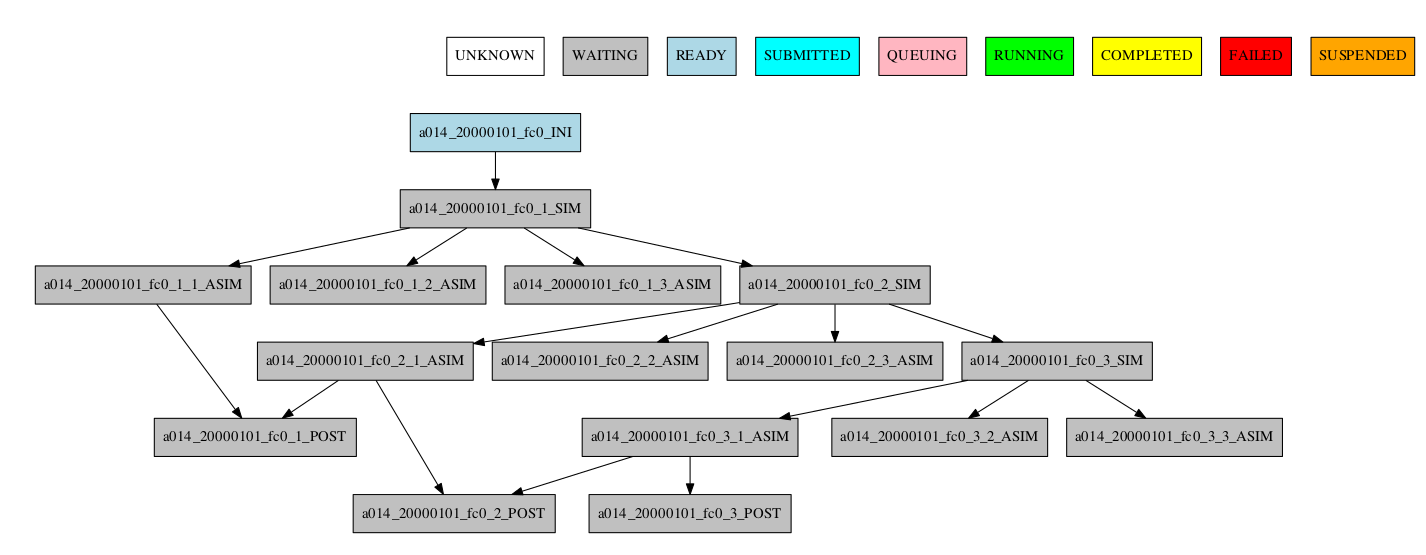 UNKNOWN WAITING READY SUBMITTED QUEUING RUNNING COMPLETED FAILED SUSPENDED
a014_20000101_fc0_INI
a014_20000101_fc0_1_SIM
a014_20000101_fc0_1_1_ASIM a014_20000101_fc0_1_2_ASIM a014_20000101_fc0_1_3_ASIM a014_20000101_fc0_2_SIM
a014_20000101_fc0_2_1_ASIM a014_20000101_fc0_2_2_ASIM a014_20000101_fc0_2_3_ASIM a014_20000101_fc0_3_SIM
a014_20000101_fc0_1_POST a014_20000101_fc0_3_1_ASIM a014_20000101_fc0_3_2_ASIM a014_20000101_fc0_3_3_ASIM
a014_20000101_fc0_2_POST a014_20000101_fc0_3_POST